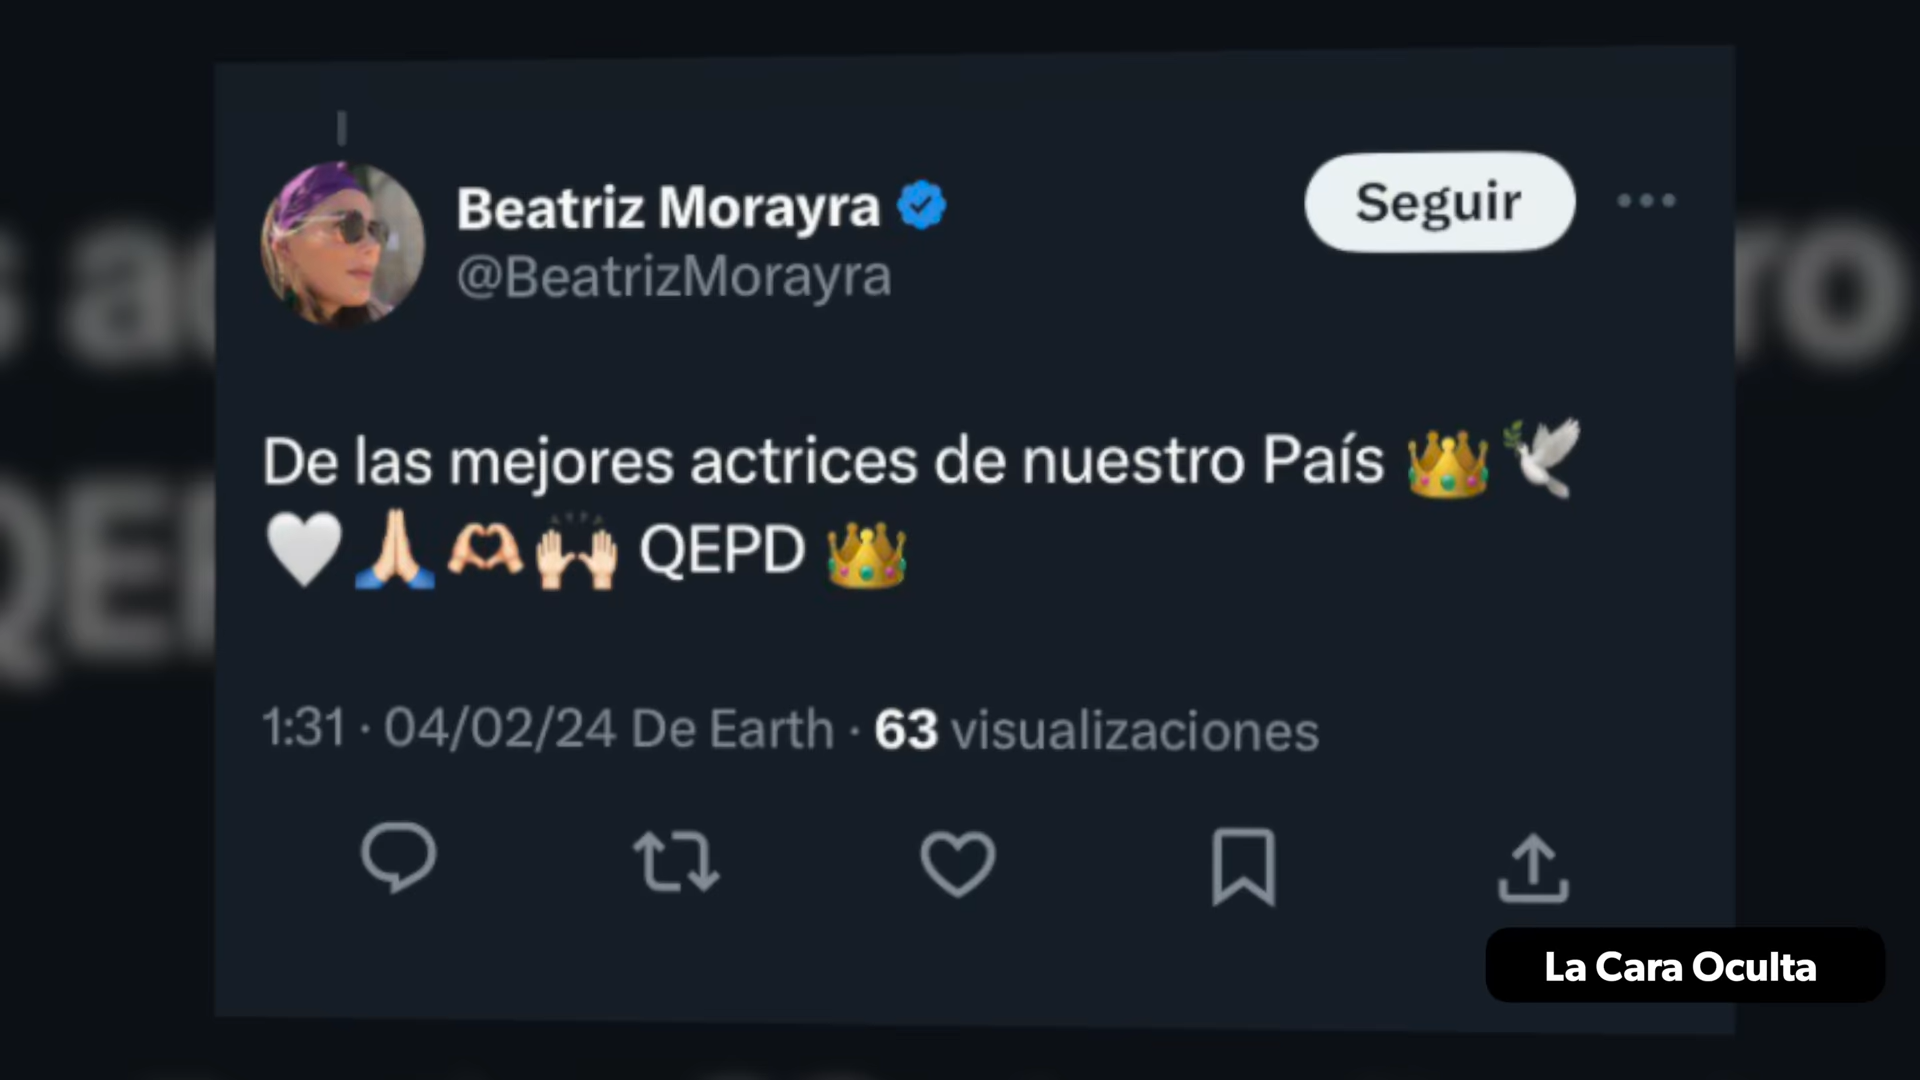 Beatriz Morayra
@BeatrizMorayra
Seguir
De las mejores actrices de nuestro País 👑🕊️
🤍🙏🏻🫶🏻🙌🏻 QEPD 👑
1:31 · 04/02/24 De Earth · 63 visualizaciones
La Cara Oculta